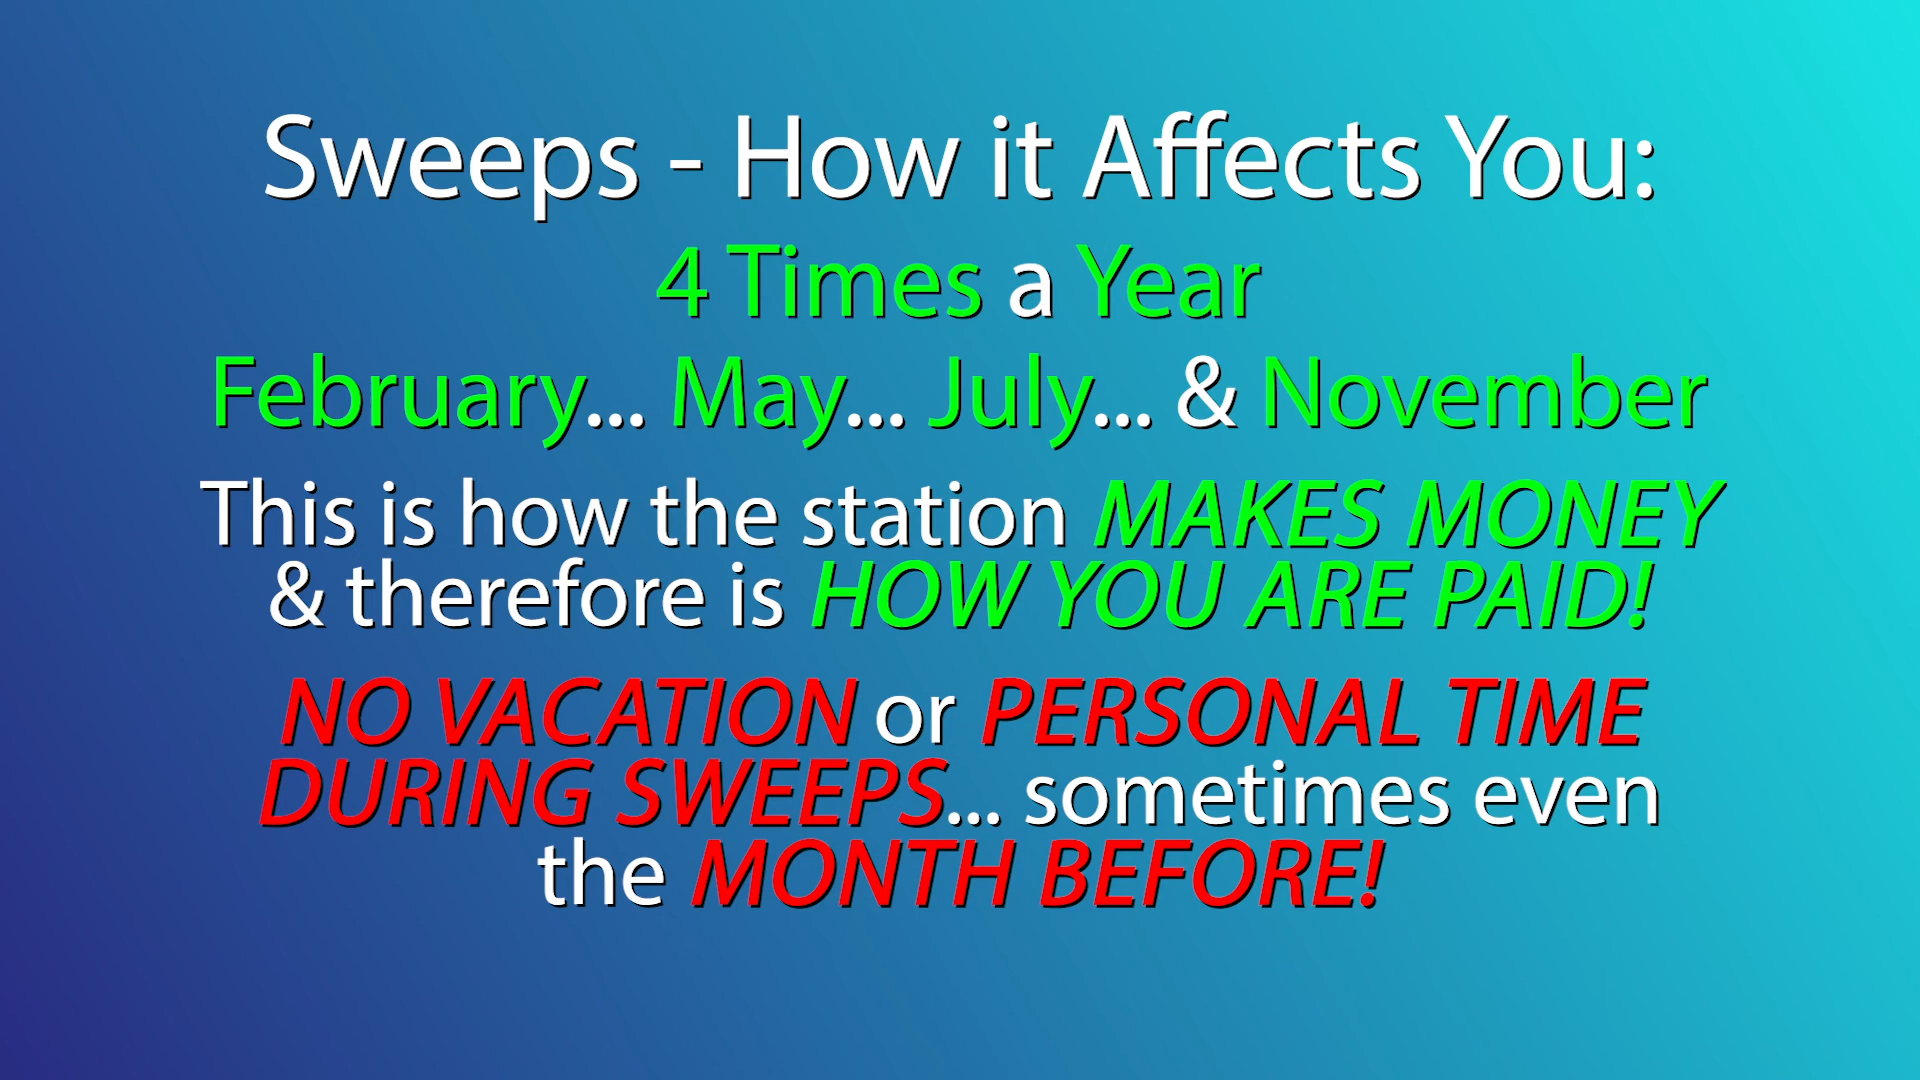 Sweeps - How it Affects You:
4 Times a Year
February... May... July... & November
This is how the station MAKES MONEY
& therefore is HOW YOU ARE PAID!
NO VACATION or PERSONAL TIME
DURING SWEEPS... sometimes even
the MONTH BEFORE!